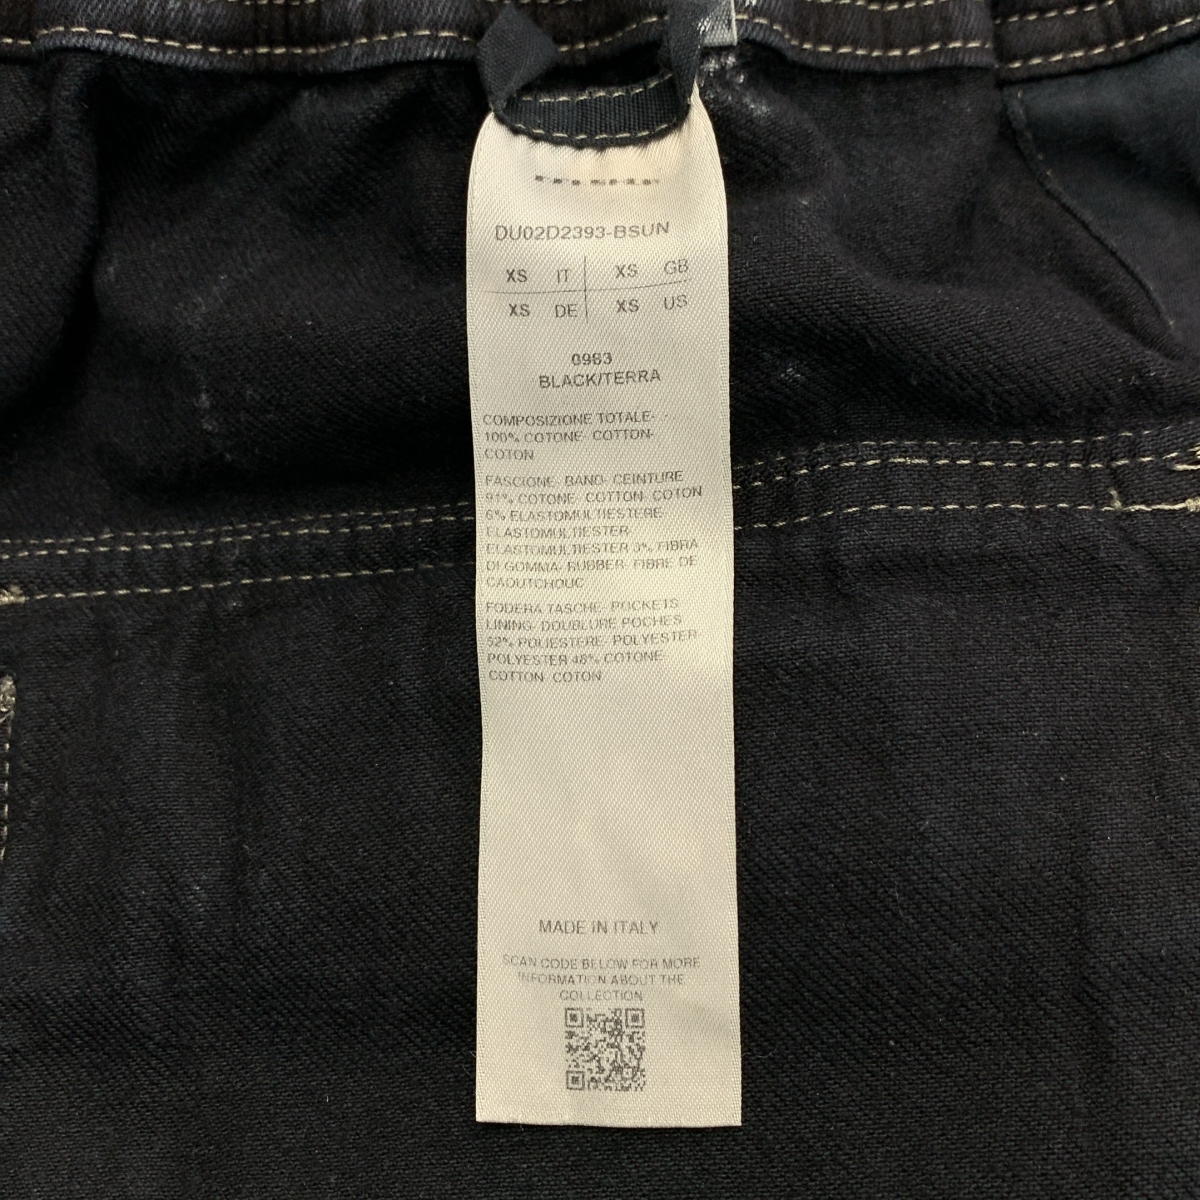 DU02D2393-BSUN
XS IT XS GB
XS DE XS US
0983
BLACK/TERRA
COMPOSIZIONE TOTALE-
100% COTONE- COTTON-
COTON
FASCIONE- BAND- CEINTURE
91% COTONE- COTTON- COTON
6% ELASTOMULTIESTERE-
ELASTOMULTIESTER-
ELASTOMULTIESTER 3% FIBRA
DI GOMMA- RUBBER- FIBRE DE
CAOUTCHOUC
FODERA TASCHE- POCKETS
LINING- DOUBLURE POCHES
52% POLIESTERE- POLYESTER-
POLYESTER 48% COTONE-
COTTON- COTON
MADE IN ITALY
SCAN CODE BELOW FOR MORE
INFORMATION ABOUT THE
COLLECTION